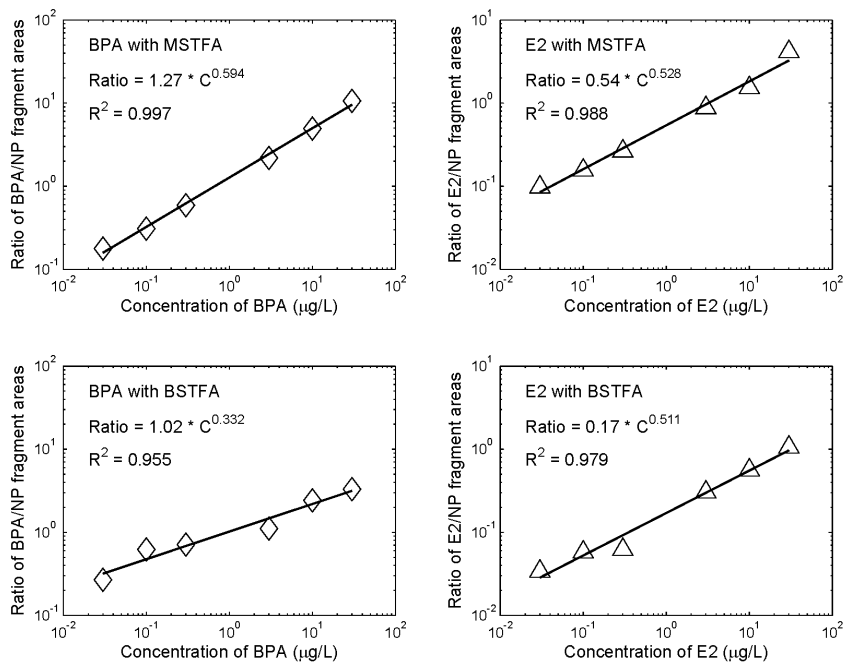 BPA with MSTFA
Ratio = 1.27 * C^0.594
R^2 = 0.997
10^2
10^1
10^0
10^-1
Ratio of BPA/NP fragment areas
10^-2 10^-1 10^0 10^1 10^2
Concentration of BPA (µg/L)
E2 with MSTFA
Ratio = 0.54 * C^0.528
R^2 = 0.988
10^1
10^0
10^-1
10^-2
Ratio of E2/NP fragment areas
10^-2 10^-1 10^0 10^1 10^2
Concentration of E2 (µg/L)
BPA with BSTFA
Ratio = 1.02 * C^0.332
R^2 = 0.955
10^2
10^1
10^0
10^-1
Ratio of BPA/NP fragment areas
10^-2 10^-1 10^0 10^1 10^2
Concentration of BPA (µg/L)
E2 with BSTFA
Ratio = 0.17 * C^0.511
R^2 = 0.979
10^1
10^0
10^-1
10^-2
Ratio of E2/NP fragment areas
10^-2 10^-1 10^0 10^1 10^2
Concentration of E2 (µg/L)